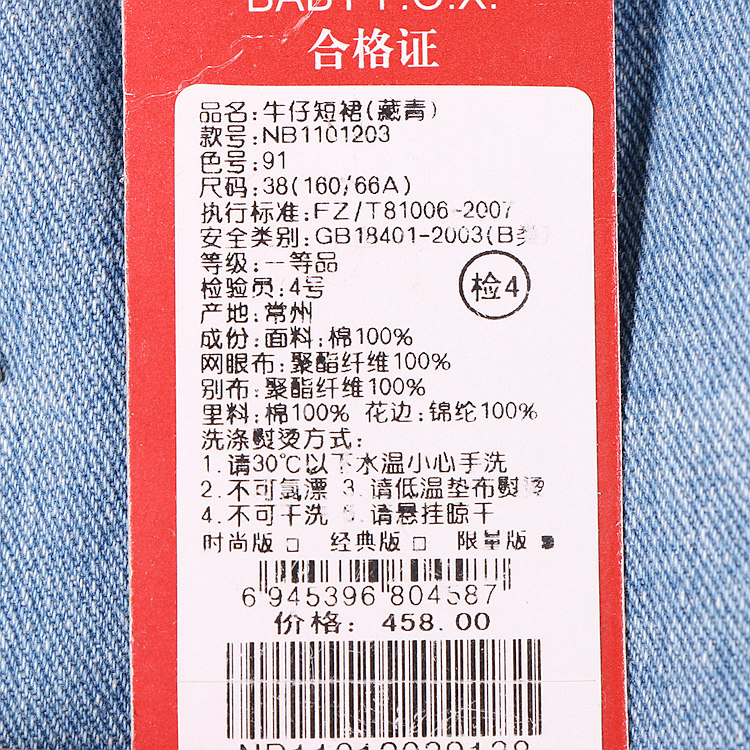 BABY F.O.X.
合格证
品名:牛仔短裙(藏青)
款号:NB1101203
色号:91
尺码:38(160/66A)
执行标准:FZ/T81006-2007
安全类别:GB18401-2003(B类)
等级:一等品
检验员:4号
检4
产地:常州
成份:面料:棉100%
网眼布:聚酯纤维100%
别布:聚酯纤维100%
里料:棉100% 花边:锦纶100%
洗涤熨烫方式:
1.请30℃以下水温小心手洗
2.不可氯漂 3.请低温垫布熨烫
4.不可干洗 5.请悬挂晾干
时尚版 □ 经典版 □ 限量版 ■
6 945396 804587
价格: 458.00
NB11012039138